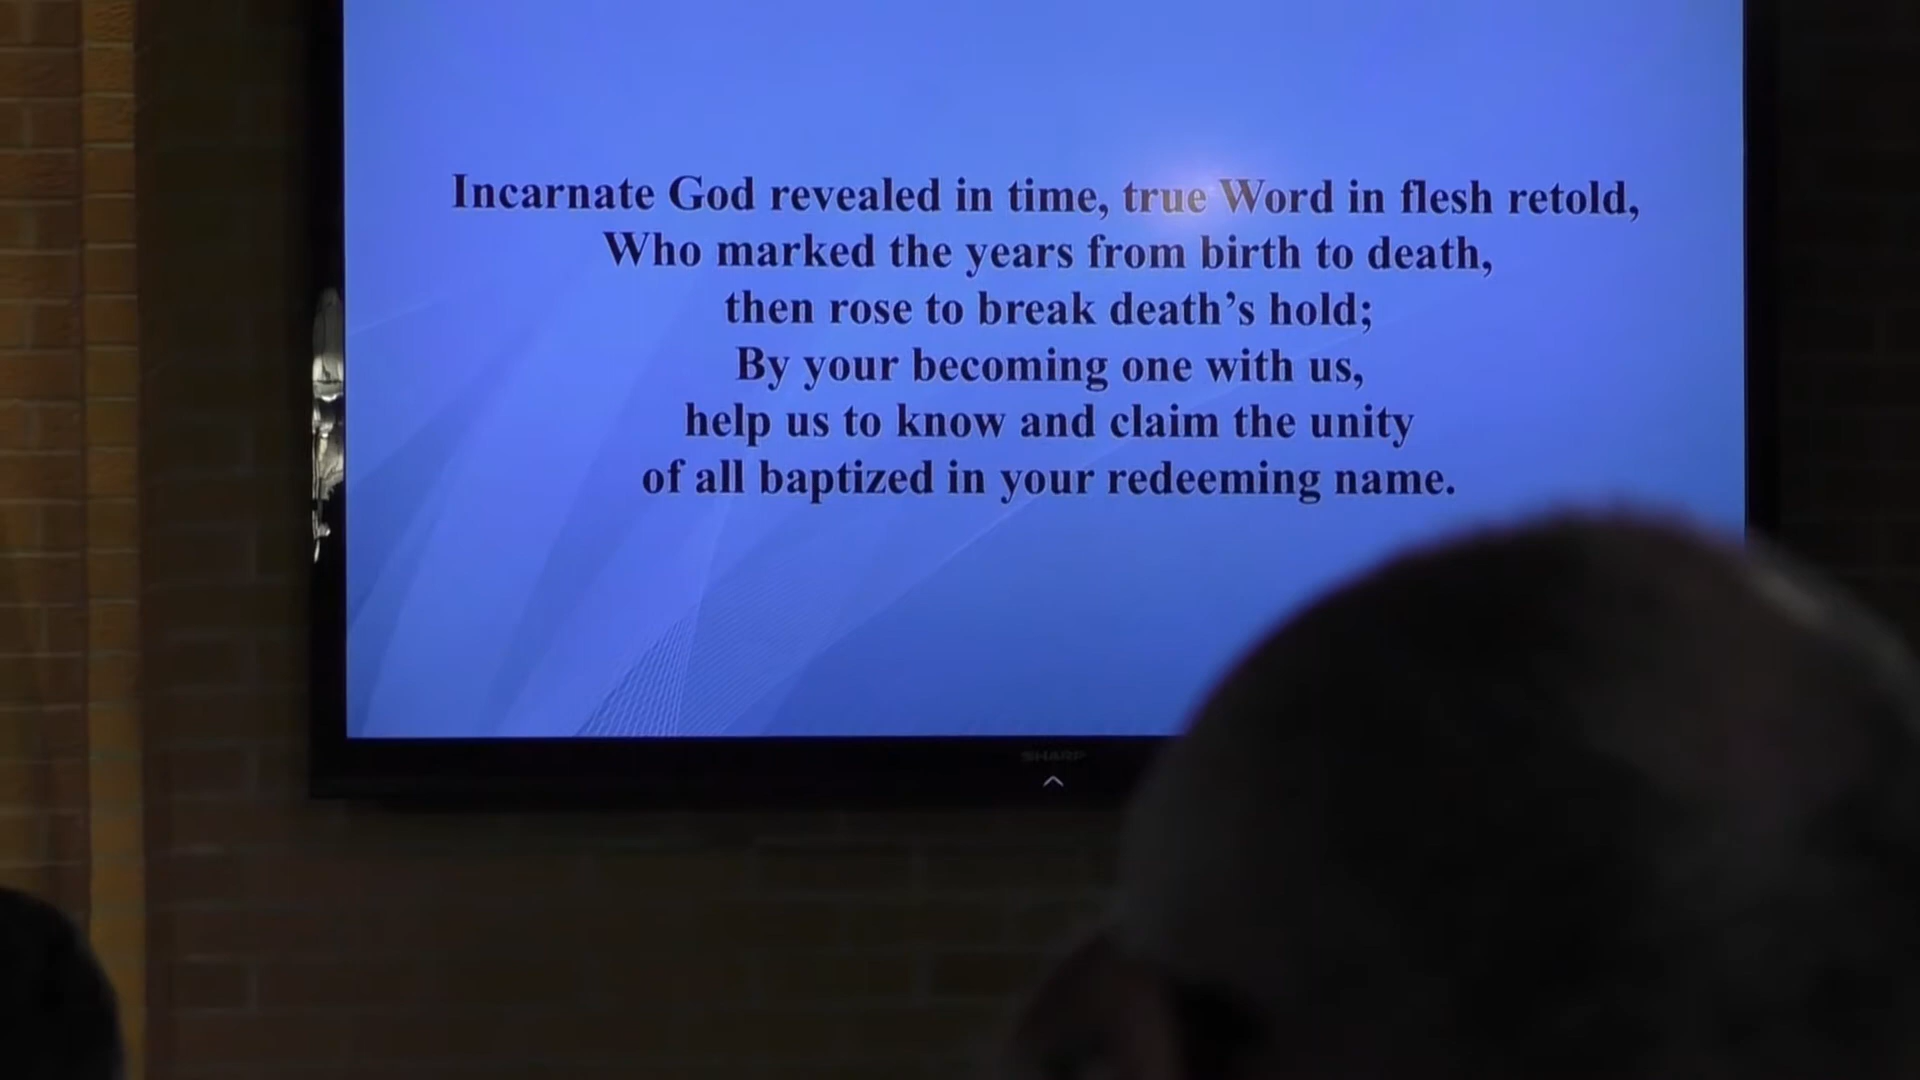 Incarnate God revealed in time, true Word in flesh retold,
Who marked the years from birth to death,
then rose to break death’s hold;
By your becoming one with us,
help us to know and claim the unity
of all baptized in your redeeming name.
SHARP